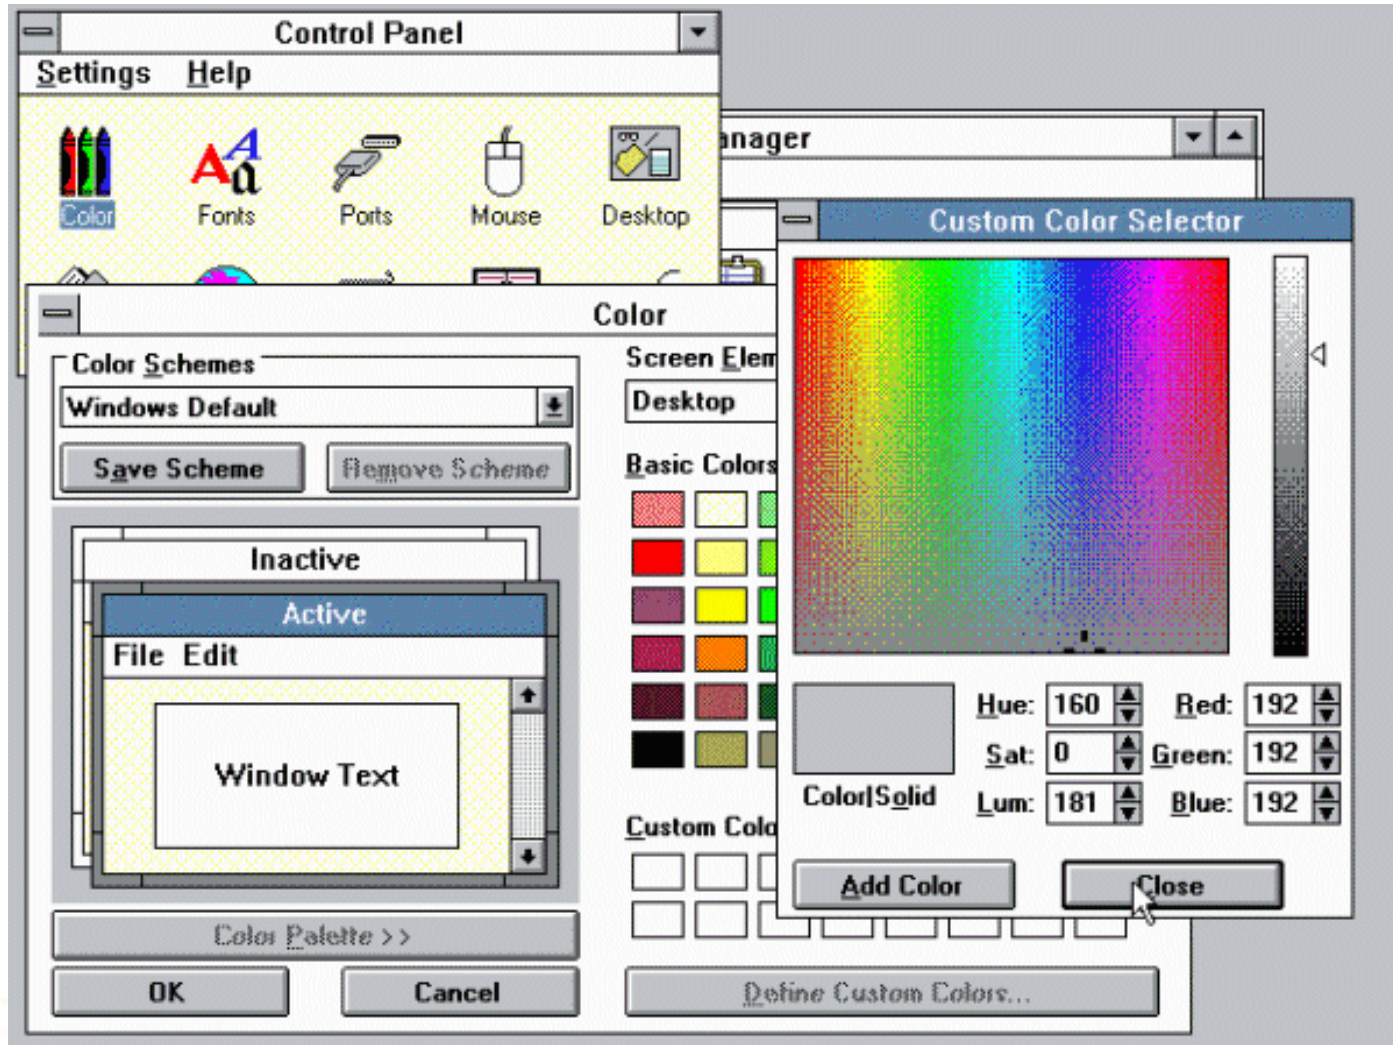 Control Panel
Settings Help
Color Fonts Ports Mouse Desktop
anager
Custom Color Selector
Color
Color Schemes
Windows Default
Save Scheme Remove Scheme
Inactive
Active
File Edit
Window Text
Color Palette >>
OK Cancel
Screen Elem
Desktop
Basic Colors
Custom Colo
Define Custom Colors...
Color|Solid
Hue: 160 Red: 192
Sat: 0 Green: 192
Lum: 181 Blue: 192
Add Color Close